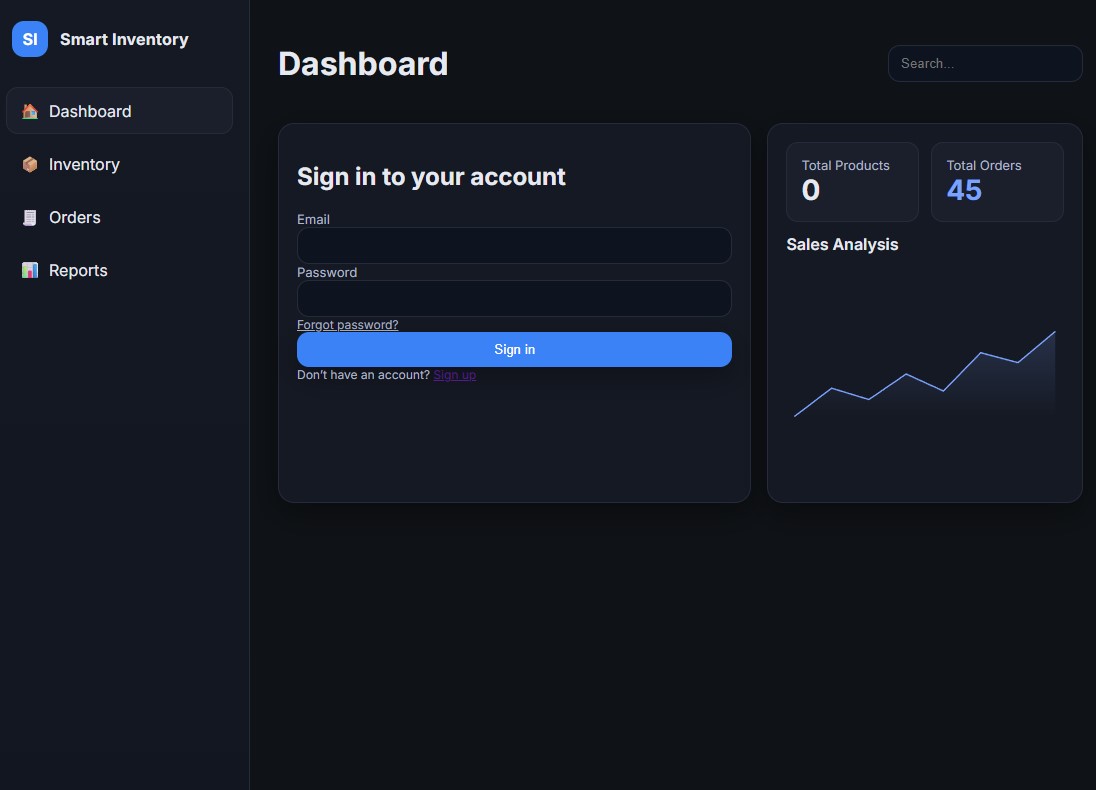 SI Smart Inventory
Dashboard
Inventory
Orders
Reports
Dashboard
Search...
Sign in to your account
Email
Password
Forgot password?
Sign in
Don't have an account? Sign up
Total Products
0
Total Orders
45
Sales Analysis